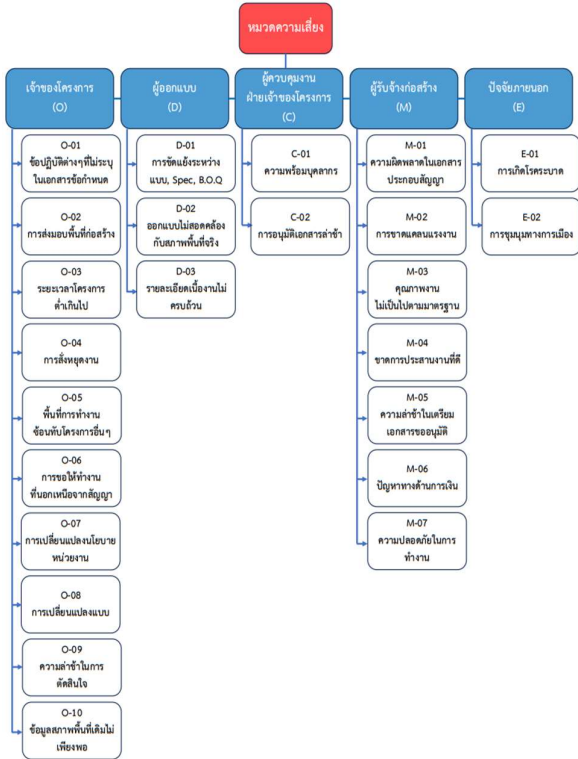 หมวดความเสี่ยง
เจ้าของโครงการ
(O)
O-01
ข้อปฏิบัติต่างๆที่ไม่ระบุ
ในเอกสารข้อกำหนด
O-02
การส่งมอบพื้นที่ก่อสร้าง
O-03
ระยะเวลาโครงการ
ต่ำเกินไป
O-04
การสั่งหยุดงาน
O-05
พื้นที่การทำงาน
ซ้อนทับโครงการอื่นๆ
O-06
การขอให้ทำงาน
ที่นอกเหนือจากสัญญา
O-07
การเปลี่ยนแปลงนโยบาย
หน่วยงาน
O-08
การเปลี่ยนแปลงแบบ
O-09
ความล่าช้าในการ
ตัดสินใจ
O-10
ข้อมูลสภาพพื้นที่เดิมไม่
เพียงพอ
ผู้ออกแบบ
(D)
D-01
การขัดแย้งระหว่าง
แบบ, Spec, B.O.Q
D-02
ออกแบบไม่สอดคล้อง
กับสภาพพื้นที่จริง
D-03
รายละเอียดเนื้องานไม่
ครบถ้วน
ผู้ควบคุมงาน
ฝ่ายเจ้าของโครงการ
(C)
C-01
ความพร้อมบุคลากร
C-02
การอนุมัติเอกสารล่าช้า
ผู้รับจ้างก่อสร้าง
(M)
M-01
ความผิดพลาดในเอกสาร
ประกอบสัญญา
M-02
การขาดแคลนแรงงาน
M-03
คุณภาพงาน
ไม่เป็นไปตามมาตรฐาน
M-04
ขาดการประสานงานที่ดี
M-05
ความล่าช้าในเตรียม
เอกสารขออนุมัติ
M-06
ปัญหาทางด้านการเงิน
M-07
ความปลอดภัยในการ
ทำงาน
ปัจจัยภายนอก
(E)
E-01
การเกิดโรคระบาด
E-02
การชุมนุมทางการเมือง